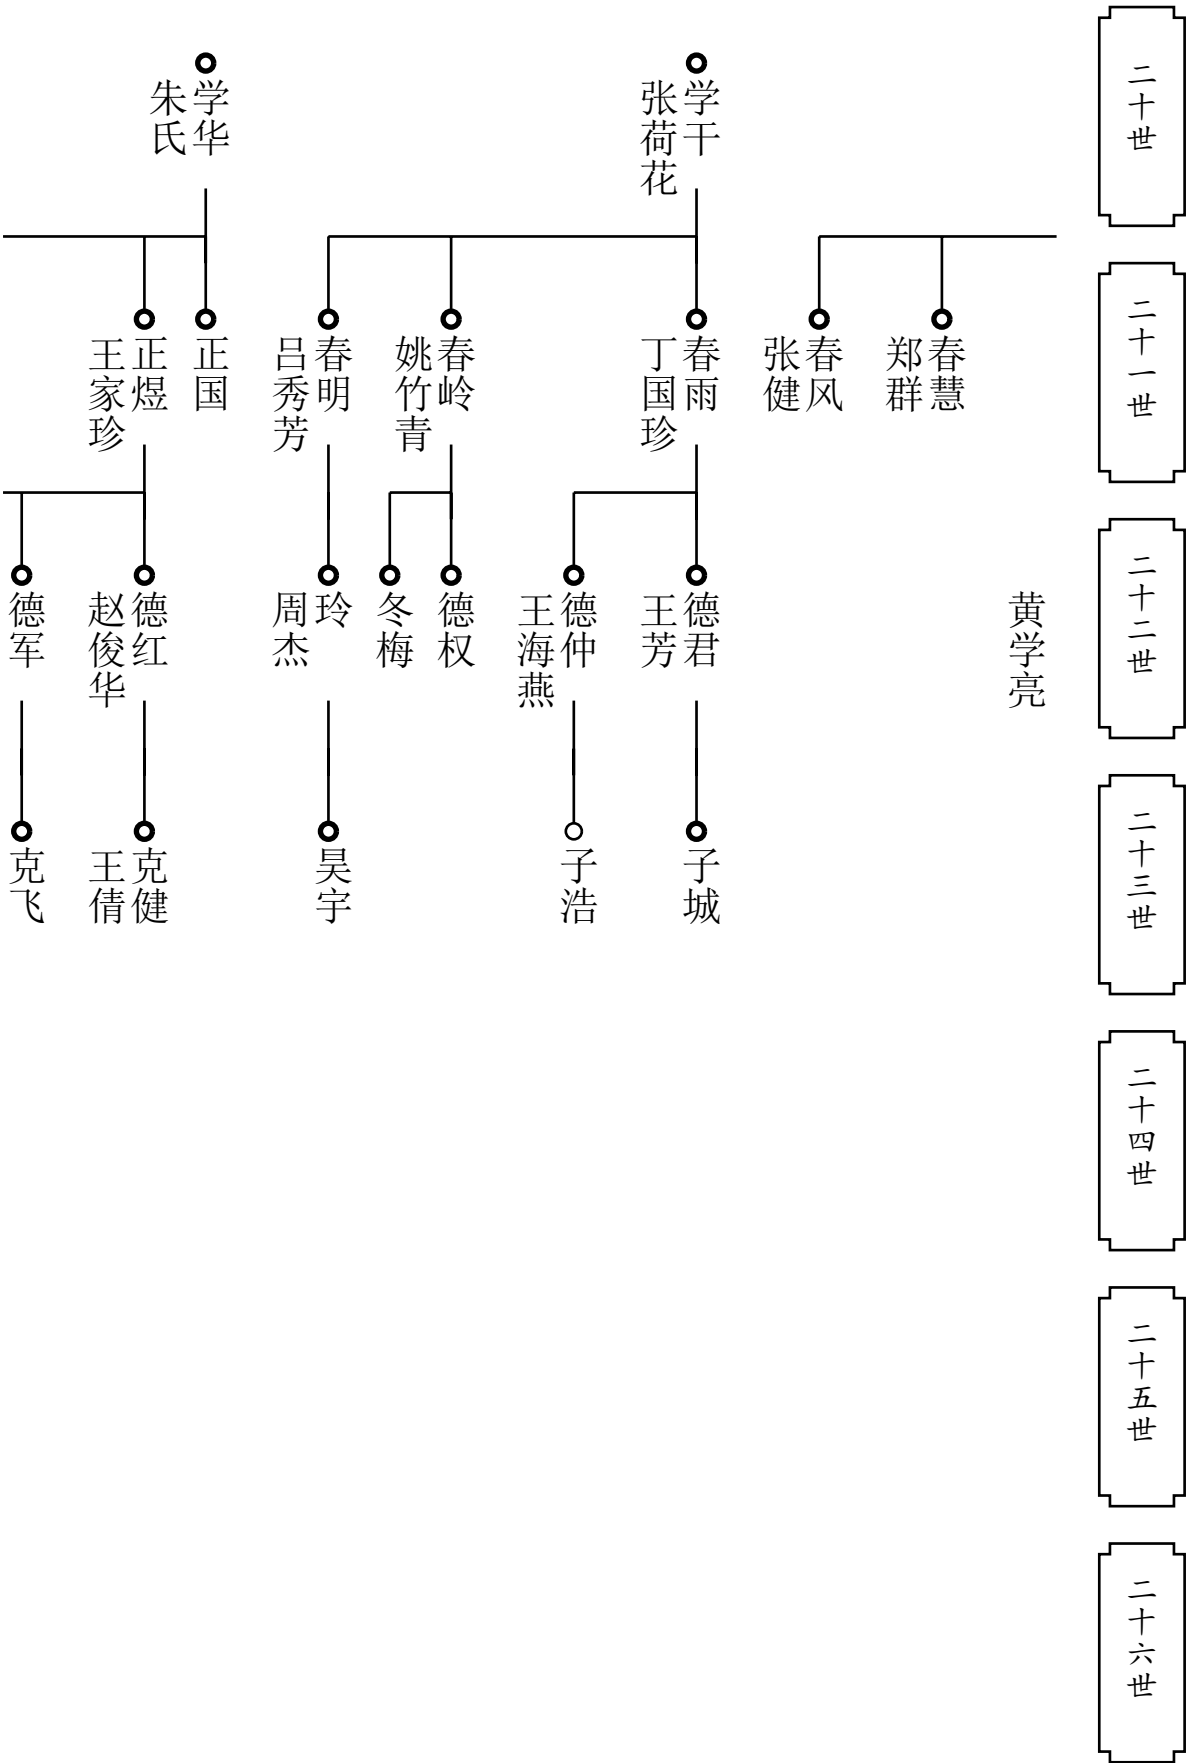 二十世
二十一世
二十二世
二十三世
二十四世
二十五世
二十六世
学干
张荷花
学华
朱氏
春慧
郑群
春风
张健
春雨
丁国珍
春岭
姚竹青
春明
吕秀芳
正国
正煜
王家珍
黄学亮
德君
王芳
德仲
王海燕
德权
冬梅
玲
周杰
德红
赵俊华
德军
子城
子浩
昊宇
克健
王倩
克飞